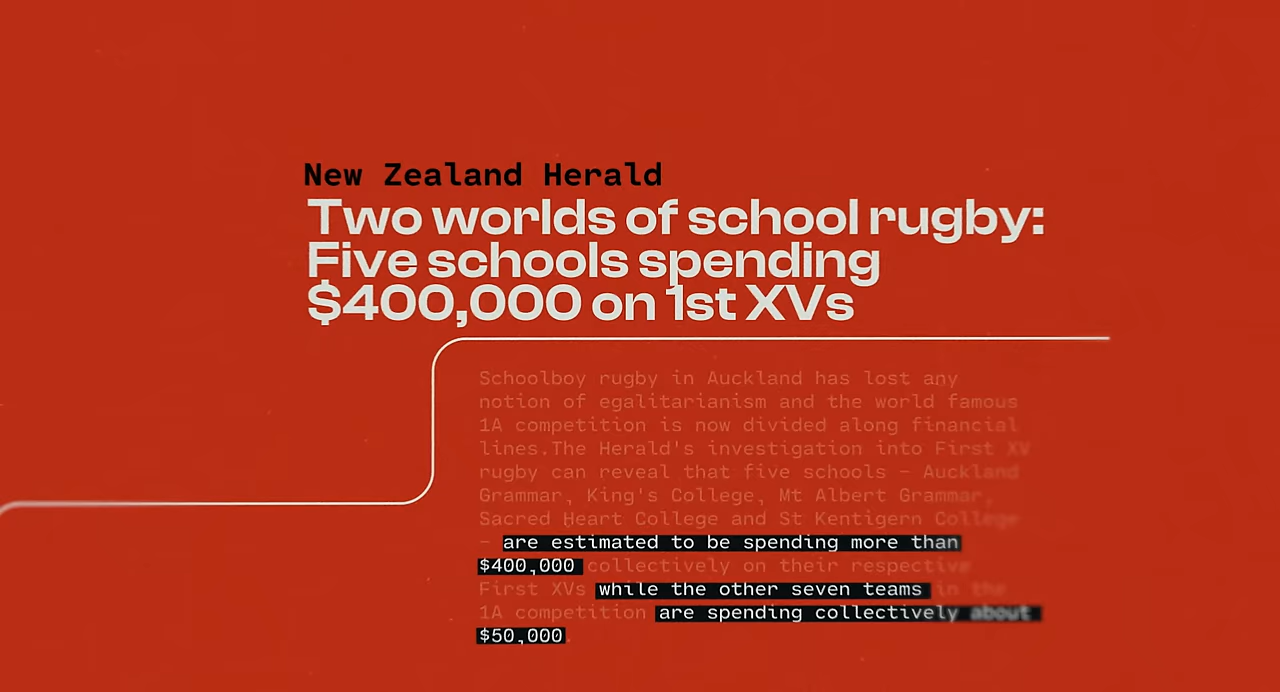 New Zealand Herald
Two worlds of school rugby:
Five schools spending
$400,000 on 1st XVs
Schoolboy rugby in Auckland has lost any
notion of egalitarianism and the world famous
1A competition is now divided along financial
lines.The Herald's investigation into First XV
rugby can reveal that five schools – Auckland
Grammar, King's College, Mt Albert Grammar,
Sacred Heart College and St Kentigern College
– are estimated to be spending more than
$400,000 collectively on their respective
First XVs while the other seven teams in the
1A competition are spending collectively about
$50,000.